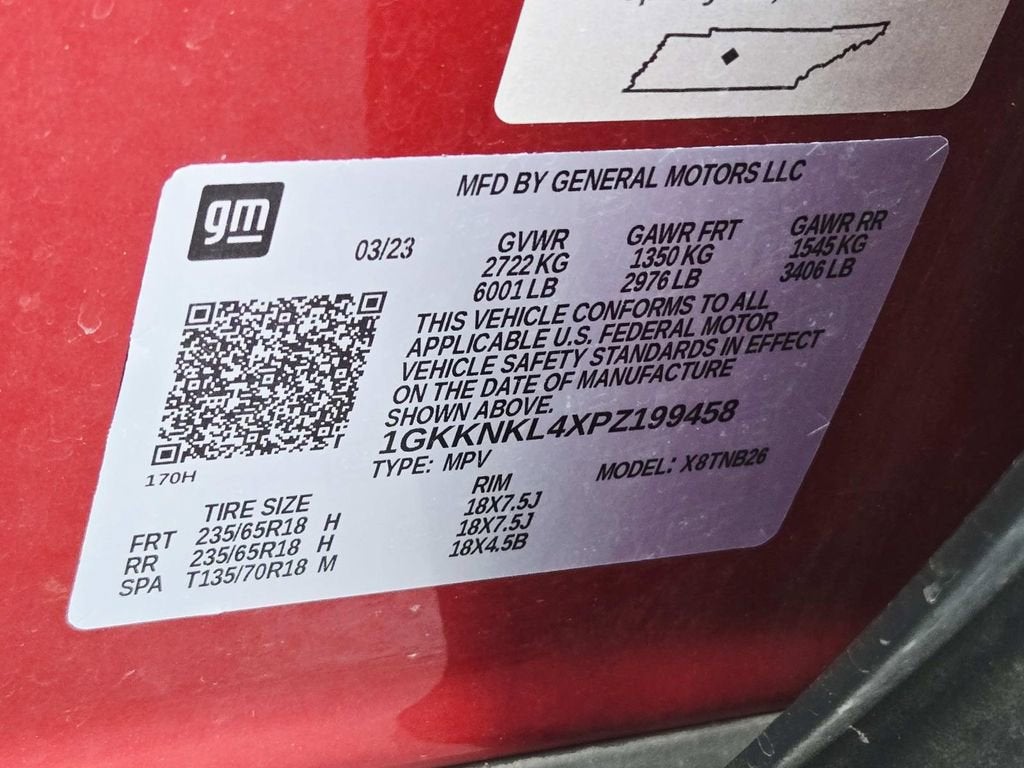 gm
MFD BY GENERAL MOTORS LLC
03/23
GVWR
2722 KG
6001 LB
GAWR FRT
1350 KG
2976 LB
GAWR RR
1545 KG
3406 LB
THIS VEHICLE CONFORMS TO ALL
APPLICABLE U.S. FEDERAL MOTOR
VEHICLE SAFETY STANDARDS IN EFFECT
ON THE DATE OF MANUFACTURE
SHOWN ABOVE.
1GKKNKL4XPZ199458
TYPE: MPV MODEL: X8TNB26
170H
TIRE SIZE RIM
FRT 235/65R18 H 18X7.5J
RR 235/65R18 H 18X7.5J
SPA T135/70R18 M 18X4.5B